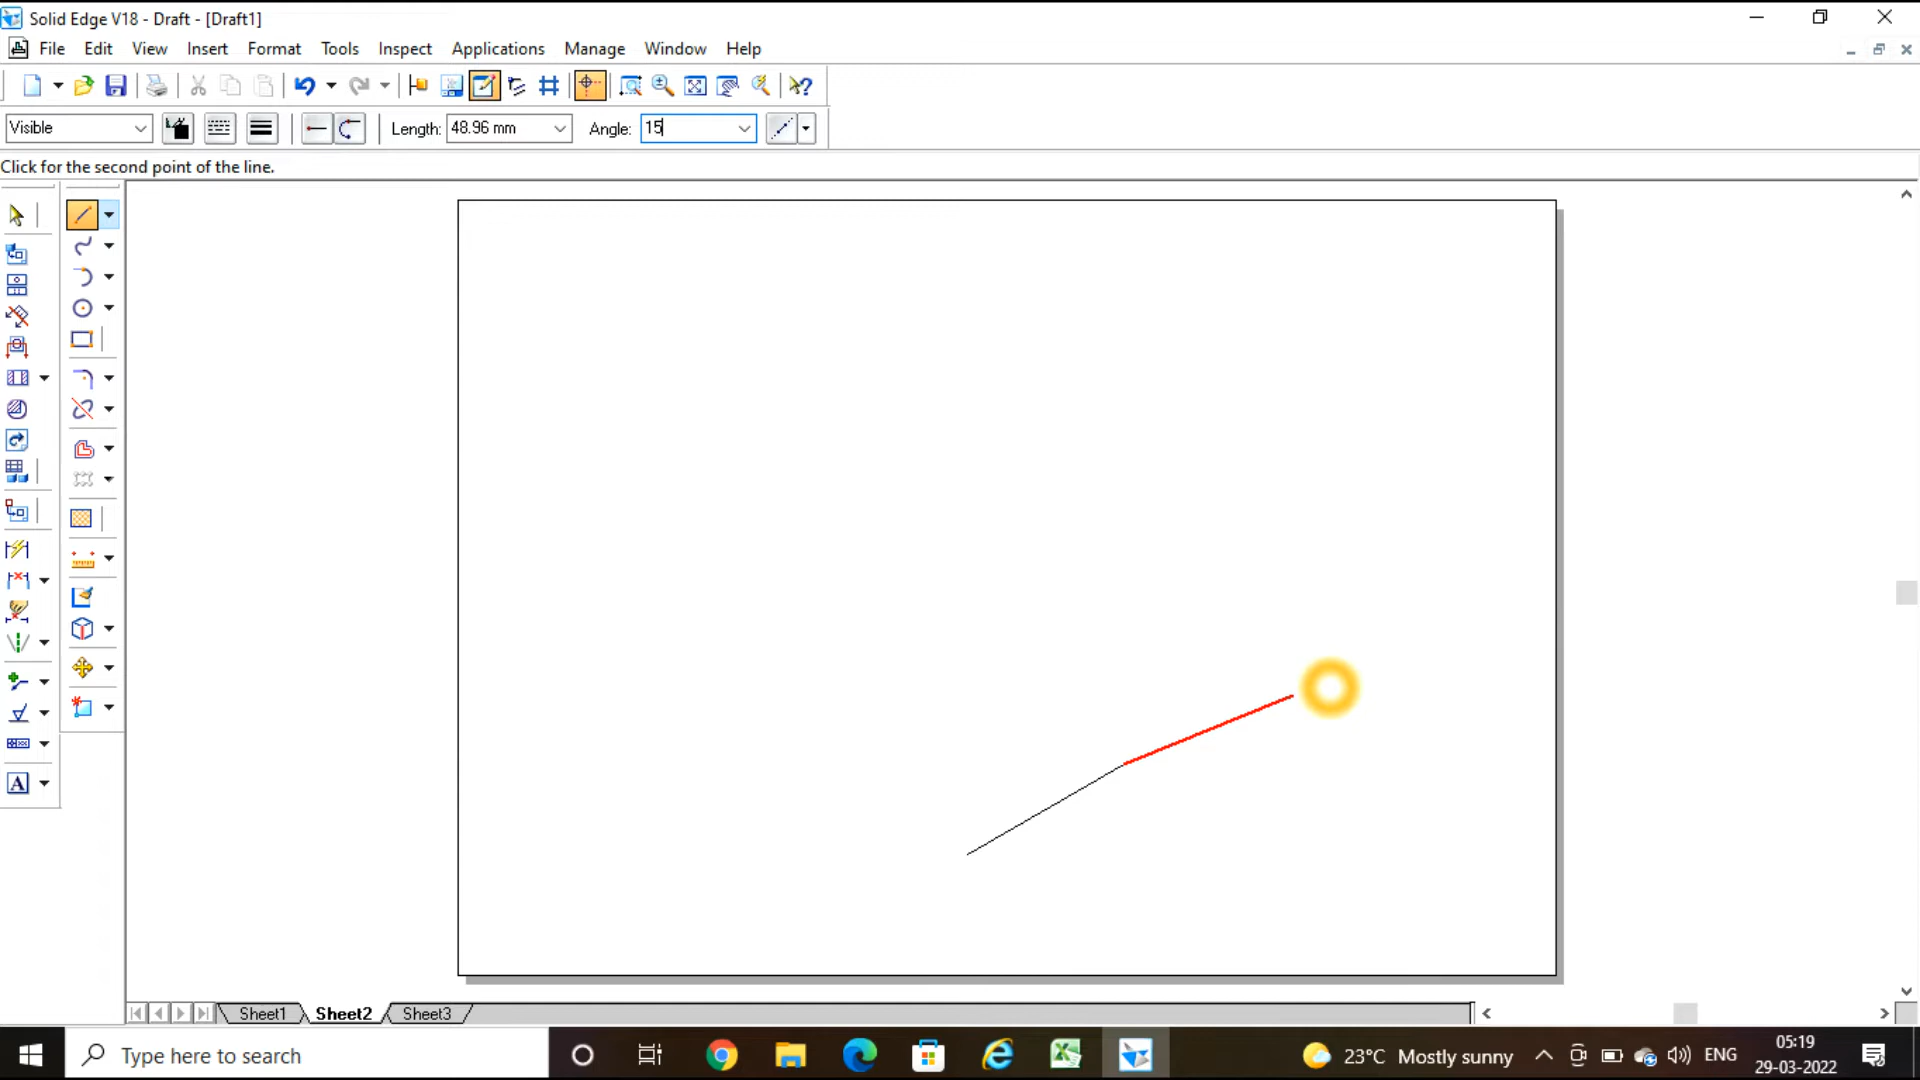 Solid Edge V18 - Draft - [Draft1]
File Edit View Insert Format Tools Inspect Applications Manage Window Help
Visible Length: 48.96 mm Angle: 15
Click for the second point of the line.
A
Sheet1 Sheet2 Sheet3
Type here to search 23°C Mostly sunny ENG 05:19
29-03-2022